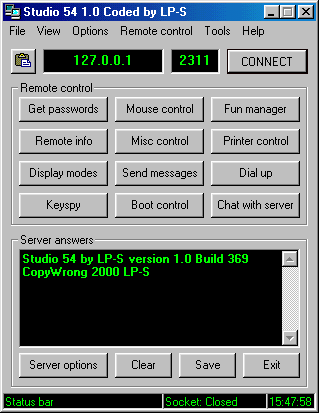 Studio 54 1.0 Coded by LP-S
File View Options Remote control Tools Help
127.0.0.1 2311 CONNECT
Remote control
Get passwords Mouse control Fun manager
Remote info Misc control Printer control
Display modes Send messages Dial up
Keyspy Boot control Chat with server
Server answers
Studio 54 by LP-S version 1.0 Build 369
CopyWrong 2000 LP-S
Server options Clear Save Exit
Status bar Socket: Closed 15:47:58